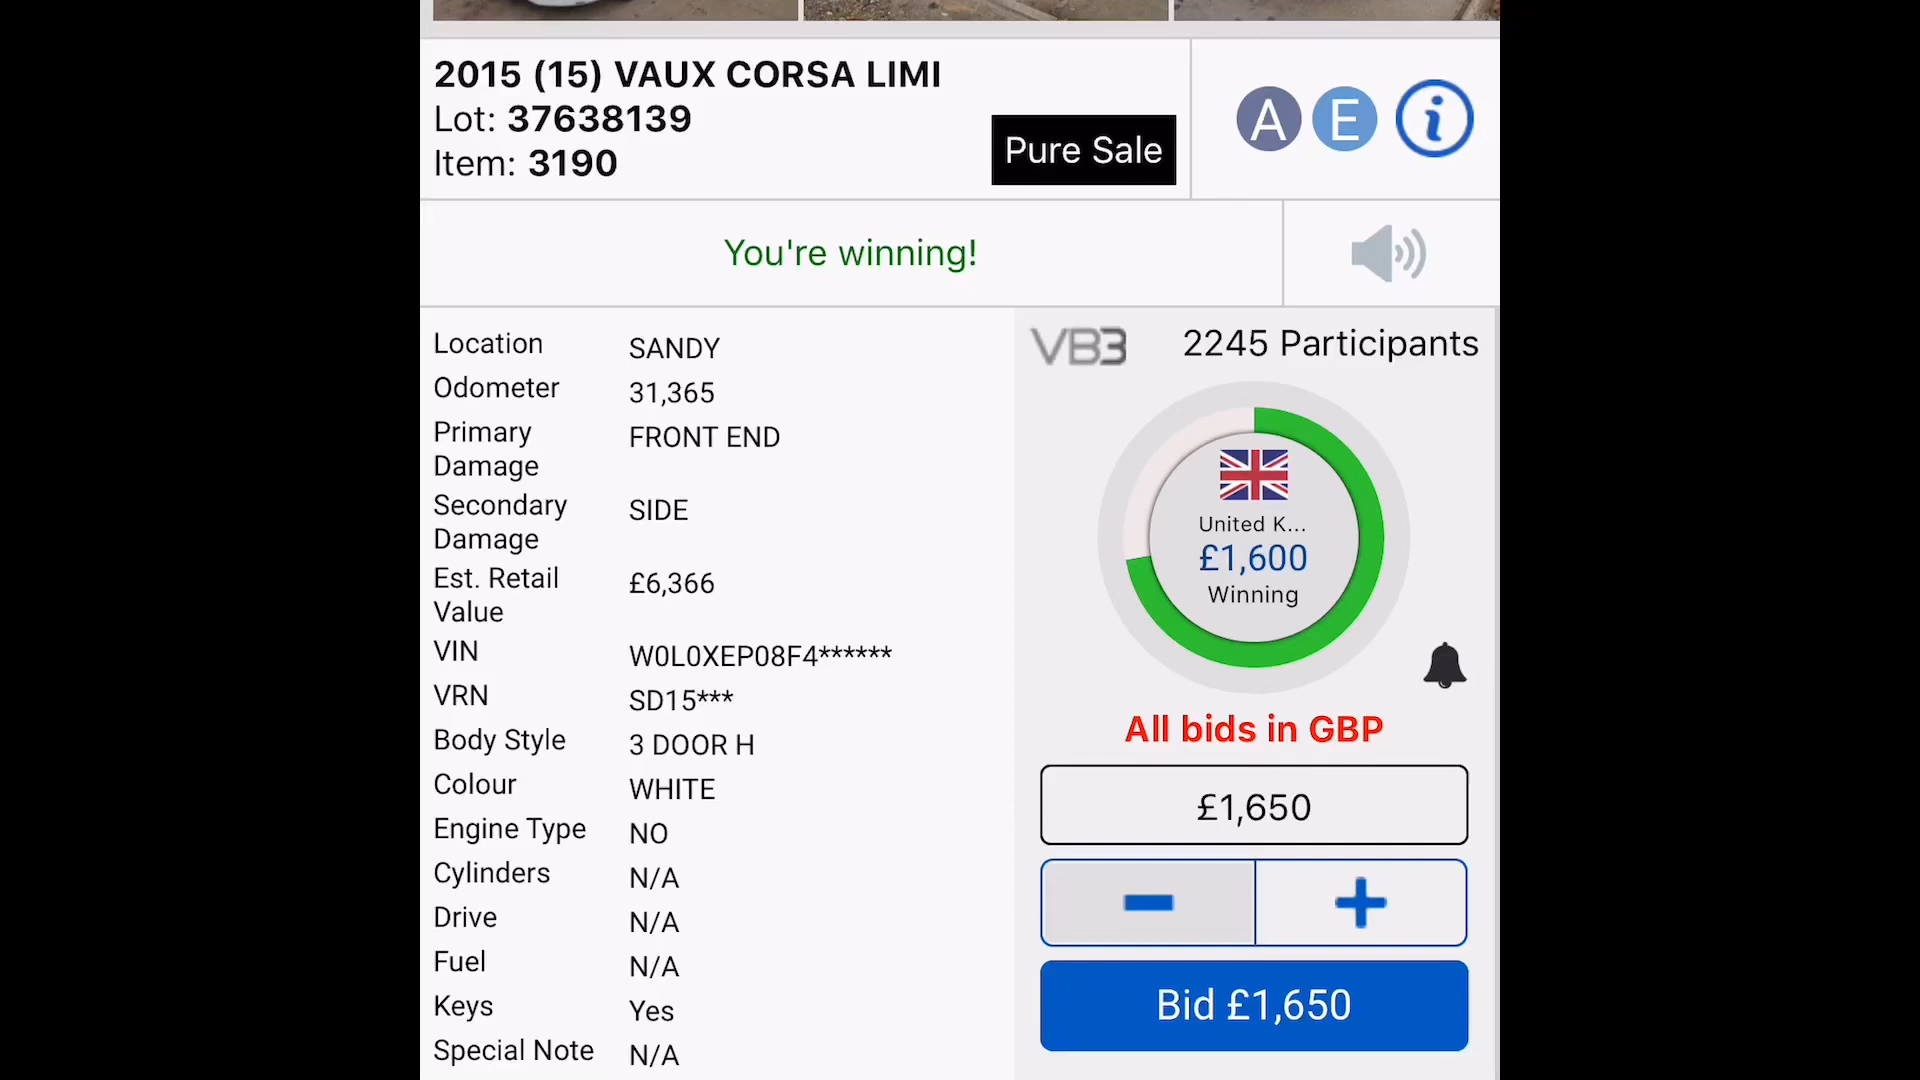 2015 (15) VAUX CORSA LIMI
Lot: 37638139
Item: 3190
Pure Sale
A E i
You're winning!
Location SANDY
Odometer 31,365
Primary Damage FRONT END
Secondary Damage SIDE
Est. Retail Value £6,366
VIN W0L0XEP08F4******
VRN SD15***
Body Style 3 DOOR H
Colour WHITE
Engine Type NO
Cylinders N/A
Drive N/A
Fuel N/A
Keys Yes
Special Note N/A
VB3 2245 Participants
United K...
£1,600
Winning
All bids in GBP
£1,650
Bid £1,650